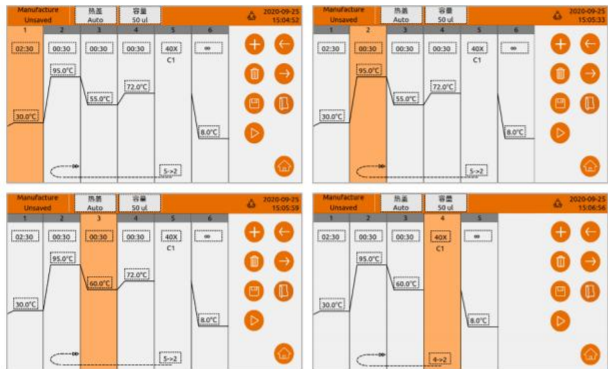 Manufacture 热盖 容量 2020-09-25
Unsaved Auto 50 ul 15:04:52
1 2 3 4 5 6
02:30 00:30 00:30 00:30 40X ∞
C1
95.0°C
72.0°C
55.0°C
30.0°C
8.0°C
5->2
Manufacture 热盖 容量 2020-09-25
Unsaved Auto 50 ul
1 2 3 4 5 6
02:30 00:30 00:30 00:30 40X ∞
C1
95.0°C
72.0°C
55.0°C
30.0°C
8.0°C
5->2
Manufacture 热盖 容量 2020-09-25
Unsaved Auto 50 ul 15:05:59
1 2 3 4 5 6
02:30 00:30 00:30 00:30 40X ∞
C1
95.0°C
72.0°C
60.0°C
30.0°C
8.0°C
5->2
Manufacture 热盖 容量 2020-09-25
Unsaved Auto 50 ul 15:06:56
1 2 3 4 5
02:30 00:30 00:30 40X ∞
C1
95.0°C
60.0°C
30.0°C
8.0°C
4->2